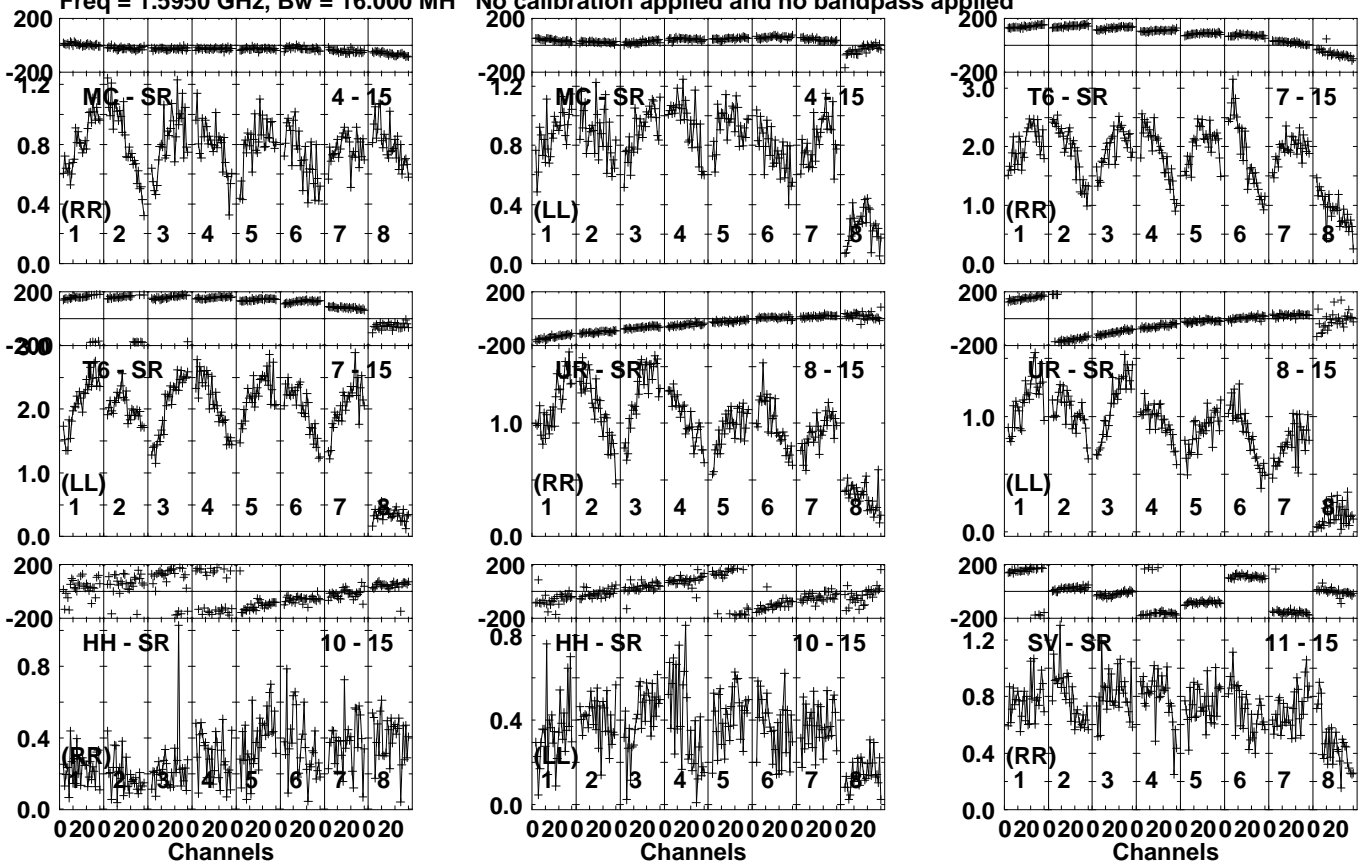 Freq = 1.5950 GHz, Bw = 16.000 MH No calibration applied and no bandpass applied
200 200 200
-200 -200 -200
1.2 1.2 3.0
MC - SR 4 - 15 MC - SR 4 - 15 T6 - SR 7 - 15
0.8 0.8 2.0
0.4 0.4 1.0
(RR) (LL) (RR)
1 2 3 4 5 6 7 8 1 2 3 4 5 6 7 8 1 2 3 4 5 6 7 8
0.0 0.0 0.0
200 200 200
-200 -200 -200
3.0
T6 - SR 7 - 15 UR - SR 8 - 15 UR - SR 8 - 15
2.0 1.0 1.0
1.0
(LL) (RR) (LL)
1 2 3 4 5 6 7 8 1 2 3 4 5 6 7 8 1 2 3 4 5 6 7 8
0.0 0.0 0.0
200 200 200
-200 -200 -200
HH - SR 10 - 15 HH - SR 10 - 15 SV - SR 11 - 15
0.8 0.8 1.2
0.4 0.4 0.8
0.4
(RR) (LL) (RR)
1 2 3 4 5 6 7 8 1 2 3 4 5 6 7 8 1 2 3 4 5 6 7 8
0.0 0.0 0.0
0 20 0 20 0 20 0 20 0 20 0 20 0 20 0 20 0 20 0 20 0 20 0 20 0 20 0 20 0 20 0 20 0 20 0 20 0 20 0 20 0 20 0 20 0 20 0 20
Channels Channels Channels